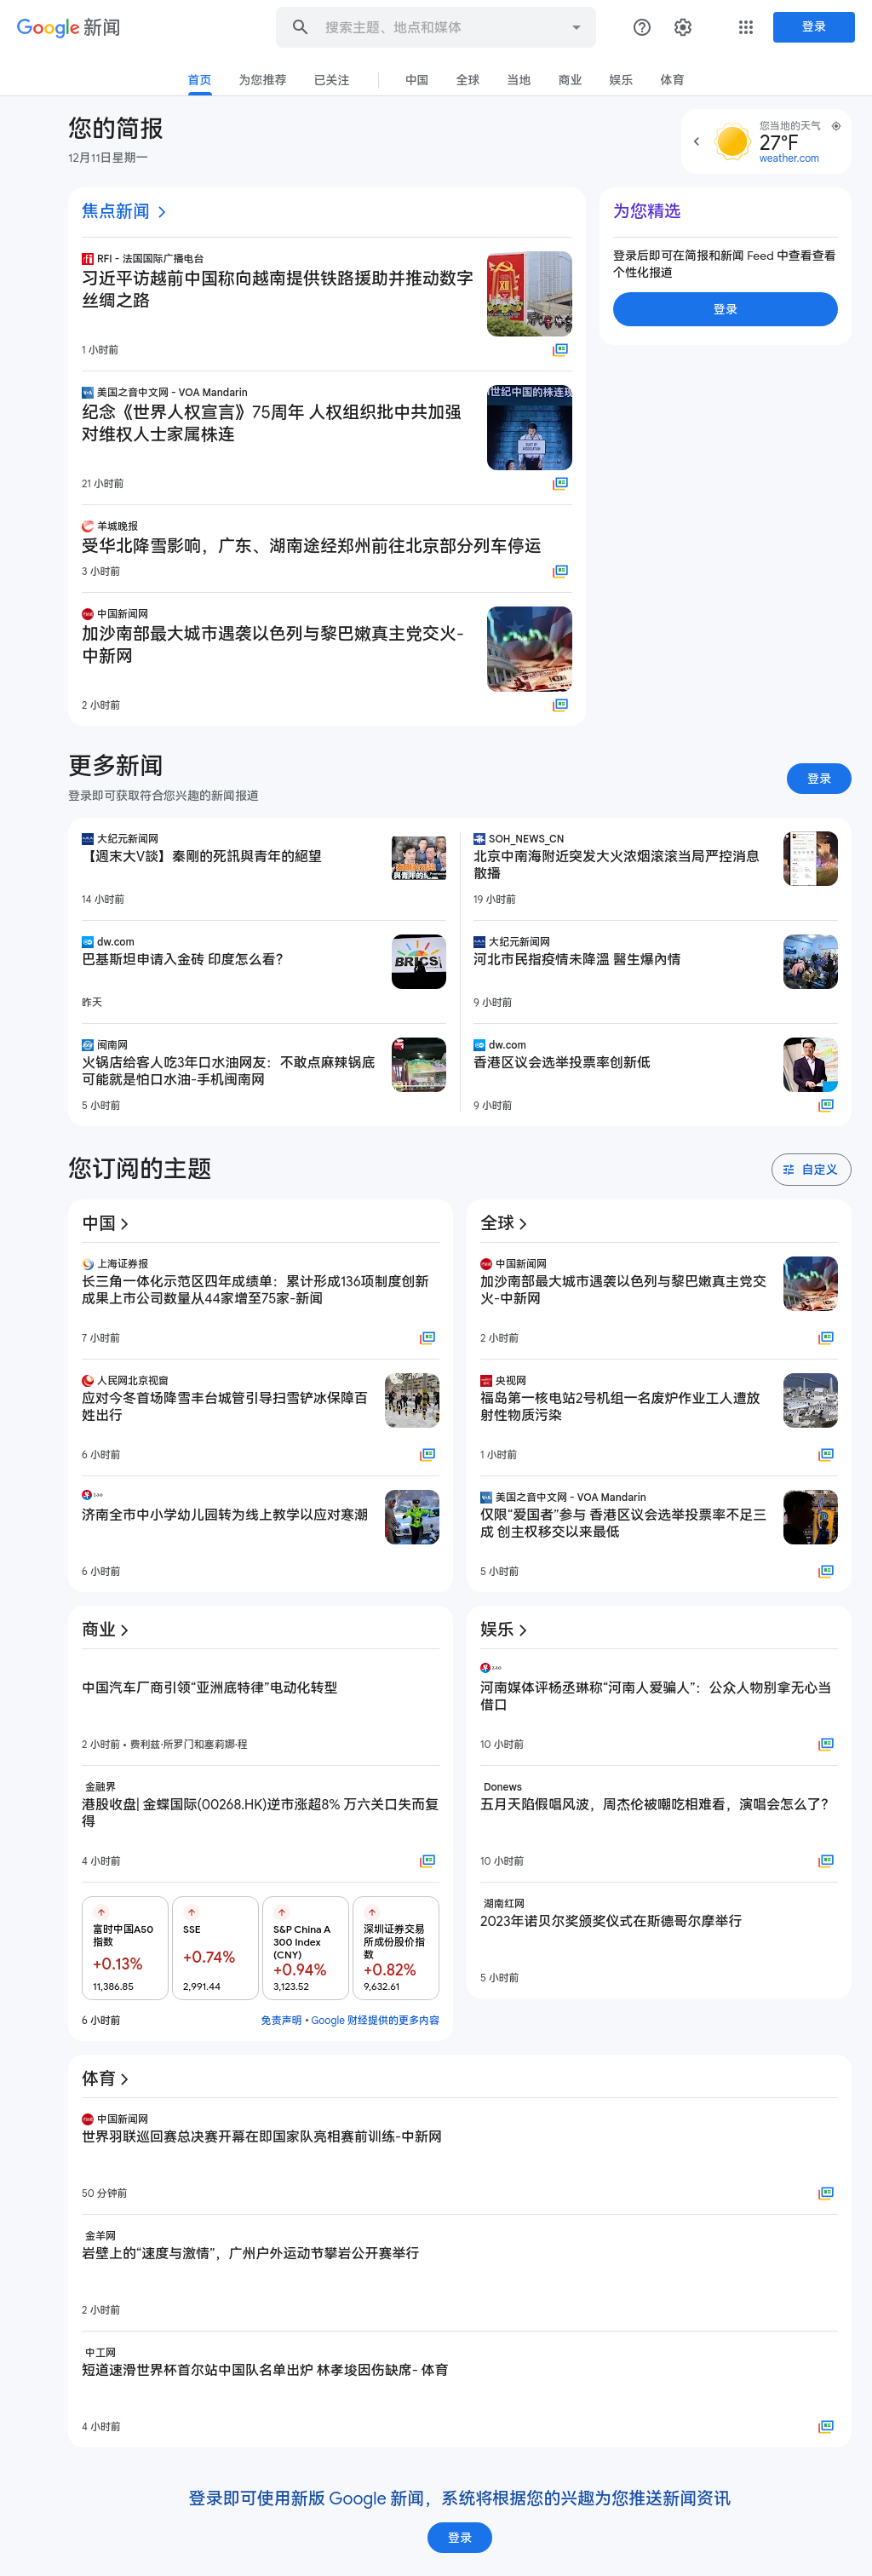 Google 新闻
搜索主题、地点和媒体
登录
首页
为您推荐
已关注
中国
全球
当地
商业
娱乐
体育
您的简报
12月11日星期一
您当地的天气
27°F
weather.com
焦点新闻
RFI - 法国国际广播电台
习近平访越前中国称向越南提供铁路援助并推动数字
丝绸之路
1 小时前
美国之音中文网 - VOA Mandarin
纪念《世界人权宣言》75周年 人权组织批中共加强
对维权人士家属株连
21 小时前
羊城晚报
受华北降雪影响，广东、湖南途经郑州前往北京部分列车停运
3 小时前
中国新闻网
加沙南部最大城市遇袭以色列与黎巴嫩真主党交火-
中新网
2 小时前
为您精选
登录后即可在简报和新闻 Feed 中查看查看
个性化报道
登录
更多新闻
登录即可获取符合您兴趣的新闻报道
登录
大纪元新闻网
【週末大V談】秦剛的死訊與青年的絕望
14 小时前
dw.com
巴基斯坦申请入金砖 印度怎么看？
BRICS
昨天
闽南网
火锅店给客人吃3年口水油网友：不敢点麻辣锅底
可能就是怕口水油-手机闽南网
5 小时前
SOH_NEWS_CN
北京中南海附近突发大火浓烟滚滚当局严控消息
散播
19 小时前
大纪元新闻网
河北市民指疫情未降溫 醫生爆內情
9 小时前
dw.com
香港区议会选举投票率创新低
9 小时前
您订阅的主题
自定义
中国
上海证券报
长三角一体化示范区四年成绩单：累计形成136项制度创新
成果上市公司数量从44家增至75家-新闻
7 小时前
人民网北京视窗
应对今冬首场降雪丰台城管引导扫雪铲冰保障百
姓出行
6 小时前
济南全市中小学幼儿园转为线上教学以应对寒潮
6 小时前
全球
中国新闻网
加沙南部最大城市遇袭以色列与黎巴嫩真主党交
火-中新网
2 小时前
央视网
福岛第一核电站2号机组一名废炉作业工人遭放
射性物质污染
1 小时前
美国之音中文网 - VOA Mandarin
仅限“爱国者”参与 香港区议会选举投票率不足三
成 创主权移交以来最低
5 小时前
商业
中国汽车厂商引领“亚洲底特律”电动化转型
2 小时前 • 费利兹·所罗门和塞莉娜·程
金融界
港股收盘| 金蝶国际(00268.HK)逆市涨超8% 万六关口失而复
得
4 小时前
富时中国A50
指数
+0.13%
11,386.85
SSE
+0.74%
2,991.44
S&P China A
300 Index
(CNY)
+0.94%
3,123.52
深圳证券交易
所成份股价指
数
+0.82%
9,632.61
6 小时前
免责声明 • Google 财经提供的更多内容
娱乐
河南媒体评杨丞琳称“河南人爱骗人”：公众人物别拿无心当
借口
10 小时前
Donews
五月天陷假唱风波，周杰伦被嘲吃相难看，演唱会怎么了？
10 小时前
湖南红网
2023年诺贝尔奖颁奖仪式在斯德哥尔摩举行
5 小时前
体育
中国新闻网
世界羽联巡回赛总决赛开幕在即国家队亮相赛前训练-中新网
50 分钟前
金羊网
岩壁上的“速度与激情”，广州户外运动节攀岩公开赛举行
2 小时前
中工网
短道速滑世界杯首尔站中国队名单出炉 林孝埈因伤缺席- 体育
4 小时前
登录即可使用新版 Google 新闻，系统将根据您的兴趣为您推送新闻资讯
登录